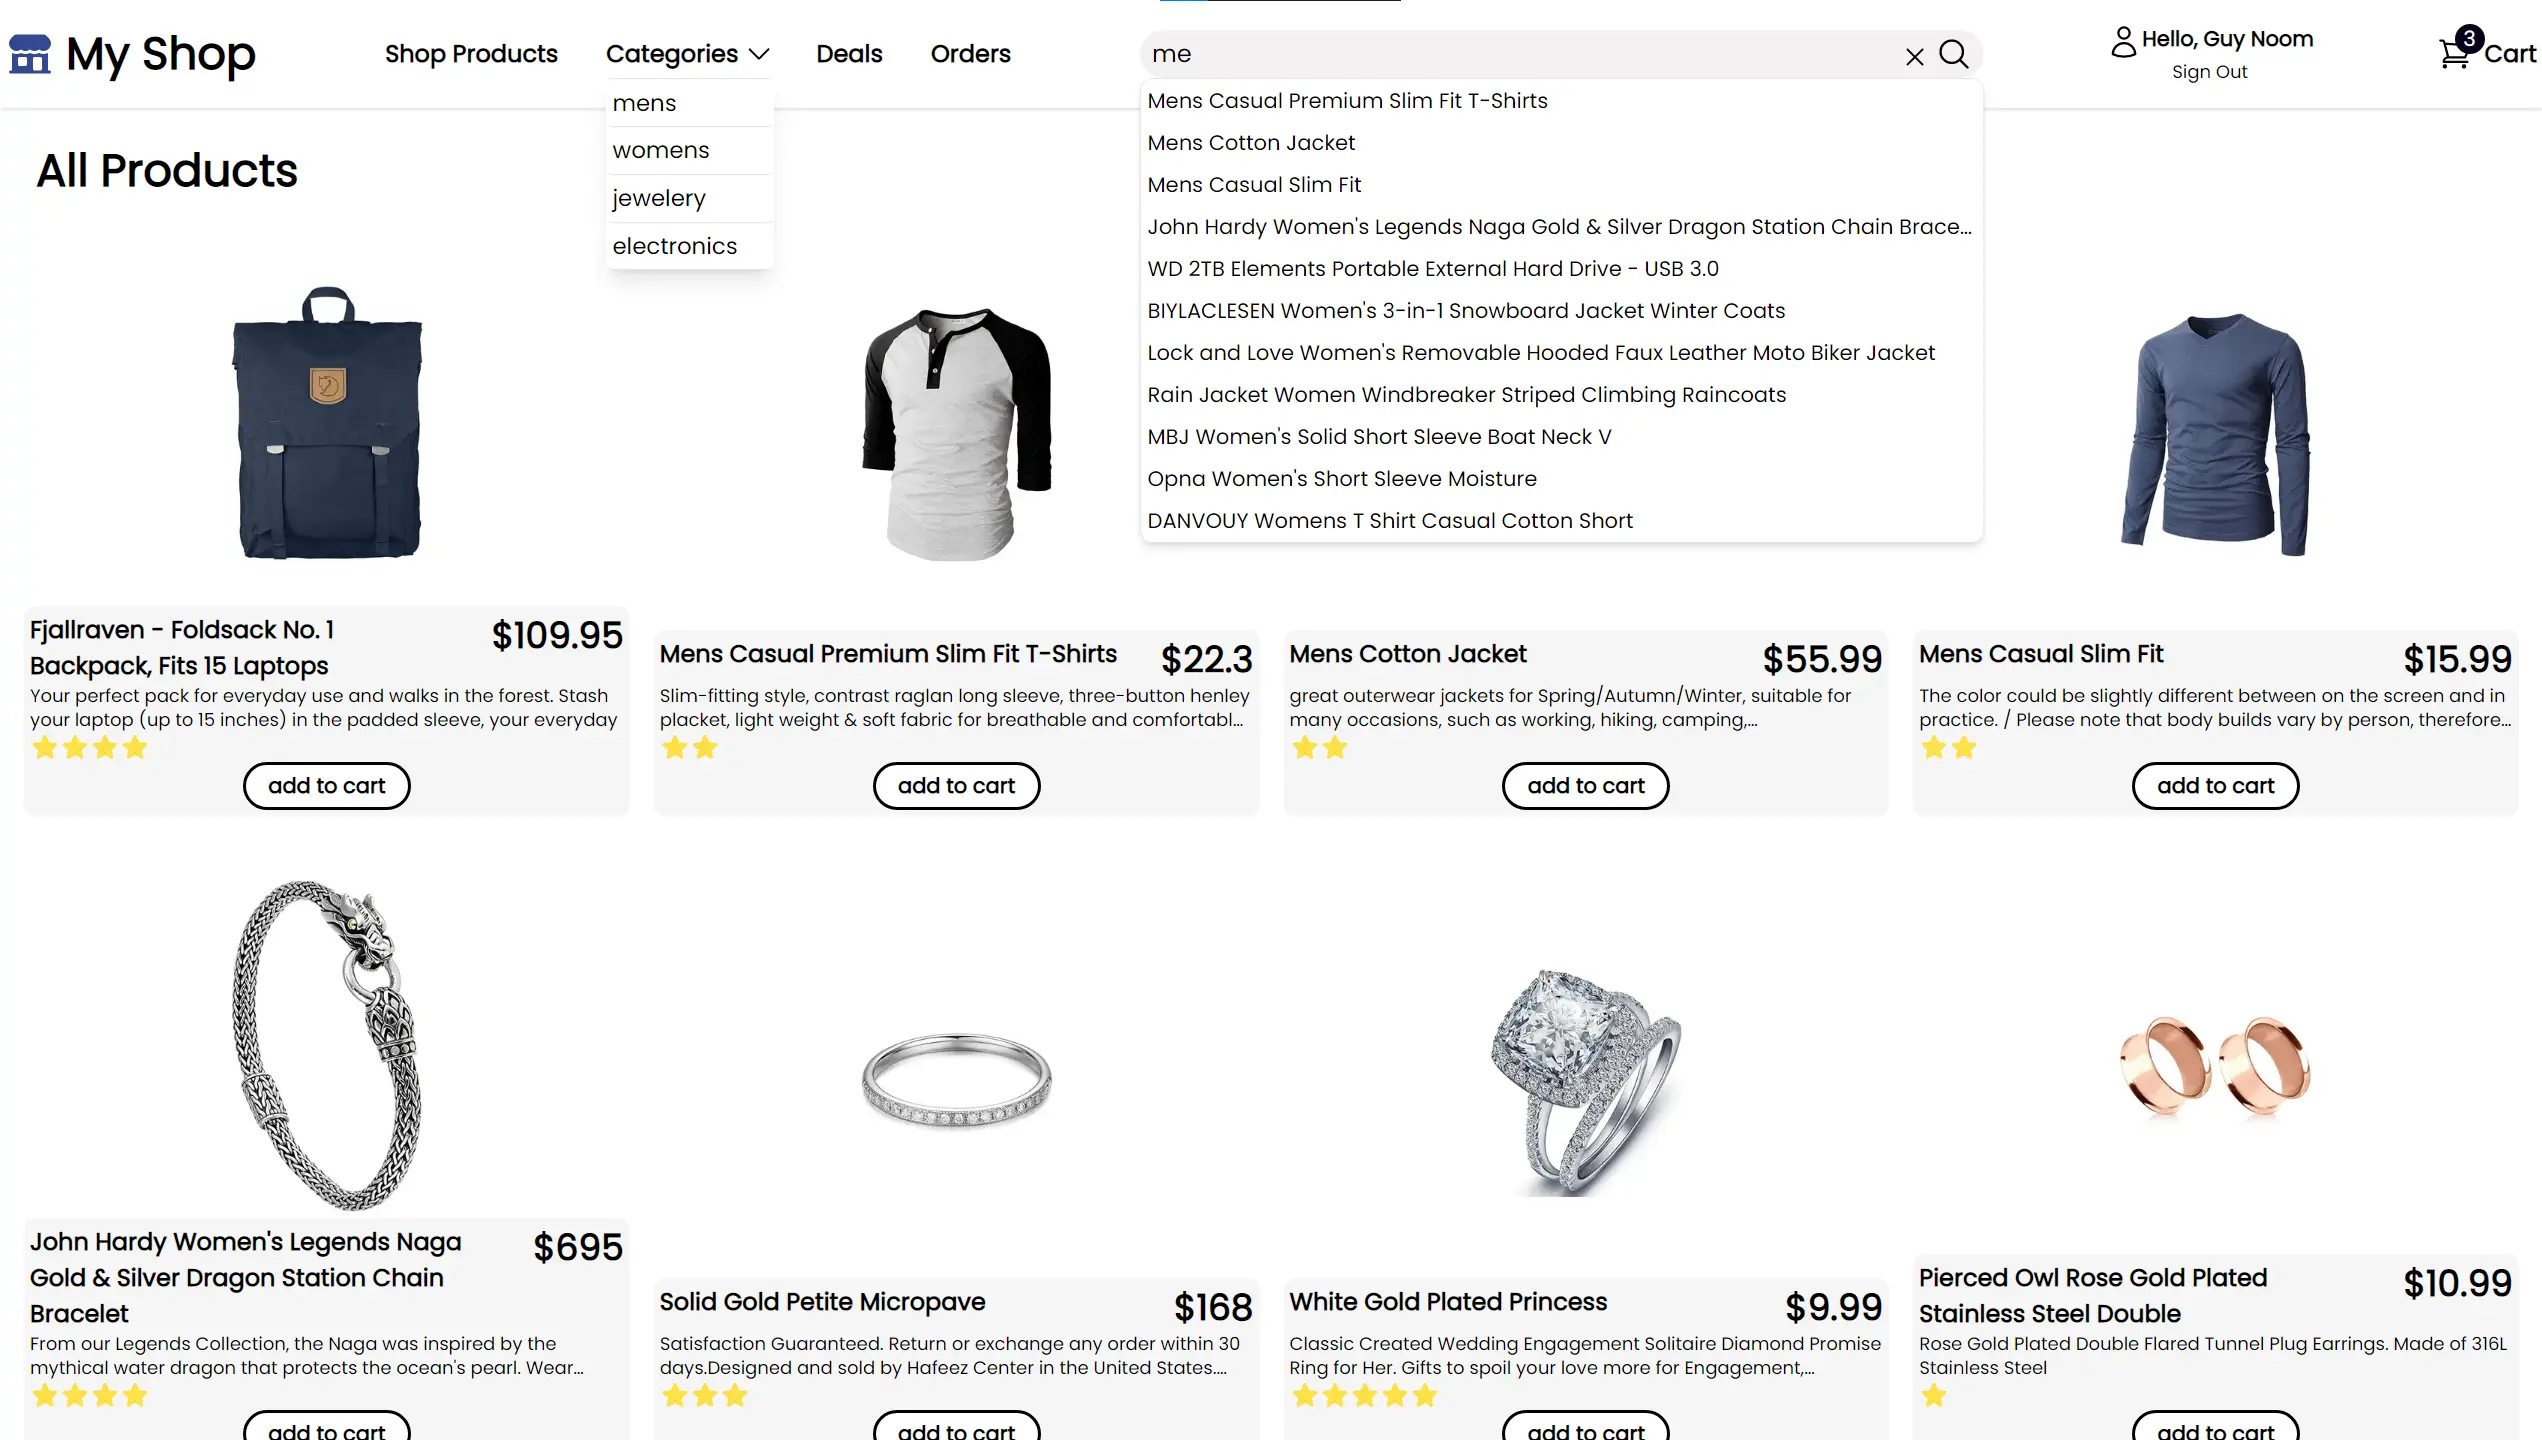 My Shop
Shop Products
Categories
Deals
Orders
me
Hello, Guy Noom
Sign Out
3
Cart
mens
womens
jewelery
electronics
Mens Casual Premium Slim Fit T-Shirts
Mens Cotton Jacket
Mens Casual Slim Fit
John Hardy Women's Legends Naga Gold & Silver Dragon Station Chain Brace...
WD 2TB Elements Portable External Hard Drive - USB 3.0
BIYLACLESEN Women's 3-in-1 Snowboard Jacket Winter Coats
Lock and Love Women's Removable Hooded Faux Leather Moto Biker Jacket
Rain Jacket Women Windbreaker Striped Climbing Raincoats
MBJ Women's Solid Short Sleeve Boat Neck V
Opna Women's Short Sleeve Moisture
DANVOUY Womens T Shirt Casual Cotton Short
All Products
Fjallraven - Foldsack No. 1
Backpack, Fits 15 Laptops
$109.95
Your perfect pack for everyday use and walks in the forest. Stash
your laptop (up to 15 inches) in the padded sleeve, your everyday
add to cart
Mens Casual Premium Slim Fit T-Shirts
$22.3
Slim-fitting style, contrast raglan long sleeve, three-button henley
placket, light weight & soft fabric for breathable and comfortabl...
add to cart
Mens Cotton Jacket
$55.99
great outerwear jackets for Spring/Autumn/Winter, suitable for
many occasions, such as working, hiking, camping,...
add to cart
Mens Casual Slim Fit
$15.99
The color could be slightly different between on the screen and in
practice. / Please note that body builds vary by person, therefore...
add to cart
John Hardy Women's Legends Naga
Gold & Silver Dragon Station Chain
Bracelet
$695
From our Legends Collection, the Naga was inspired by the
mythical water dragon that protects the ocean's pearl. Wear...
add to cart
Solid Gold Petite Micropave
$168
Satisfaction Guaranteed. Return or exchange any order within 30
days.Designed and sold by Hafeez Center in the United States....
add to cart
White Gold Plated Princess
$9.99
Classic Created Wedding Engagement Solitaire Diamond Promise
Ring for Her. Gifts to spoil your love more for Engagement,...
add to cart
Pierced Owl Rose Gold Plated
Stainless Steel Double
$10.99
Rose Gold Plated Double Flared Tunnel Plug Earrings. Made of 316L
Stainless Steel
add to cart